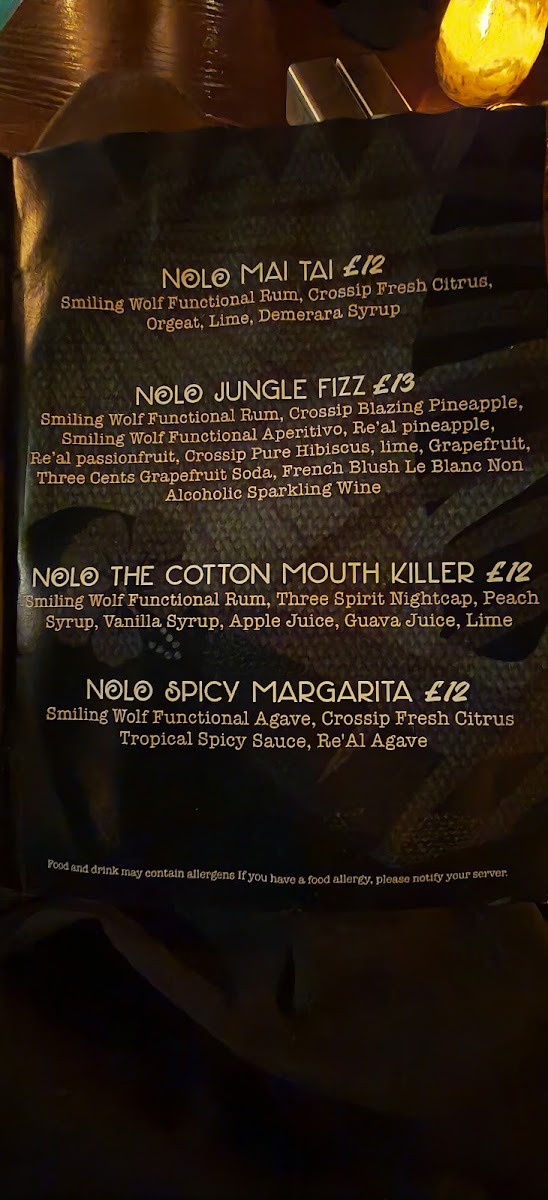 NOLO MAI TAI £12
Smiling Wolf Functional Rum, Crossip Fresh Citrus,
Orgeat, Lime, Demerara Syrup
NOLO JUNGLE FIZZ £13
Smiling Wolf Functional Rum, Crossip Blazing Pineapple,
Smiling Wolf Functional Aperitivo, Re'al pineapple,
Re'al passionfruit, Crossip Pure Hibiscus, lime, Grapefruit,
Three Cents Grapefruit Soda, French Blush Le Blanc Non
Alcoholic Sparkling Wine
NOLO THE COTTON MOUTH KILLER £12
Smiling Wolf Functional Rum, Three Spirit Nightcap, Peach
Syrup, Vanilla Syrup, Apple Juice, Guava Juice, Lime
NOLO SPICY MARGARITA £12
Smiling Wolf Functional Agave, Crossip Fresh Citrus
Tropical Spicy Sauce, Re'Al Agave
Food and drink may contain allergens If you have a food allergy, please notify your server.